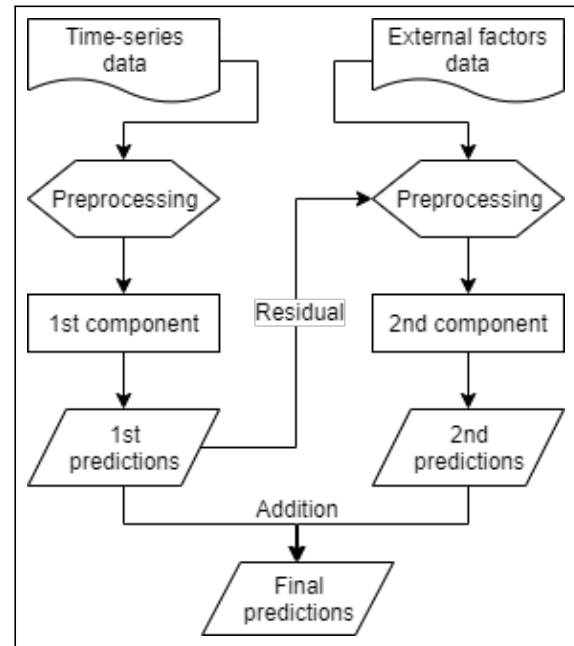 Time-series
data
External factors
data
Preprocessing
Preprocessing
1st component
Residual
2nd component
1st
predictions
2nd
predictions
Addition
Final
predictions